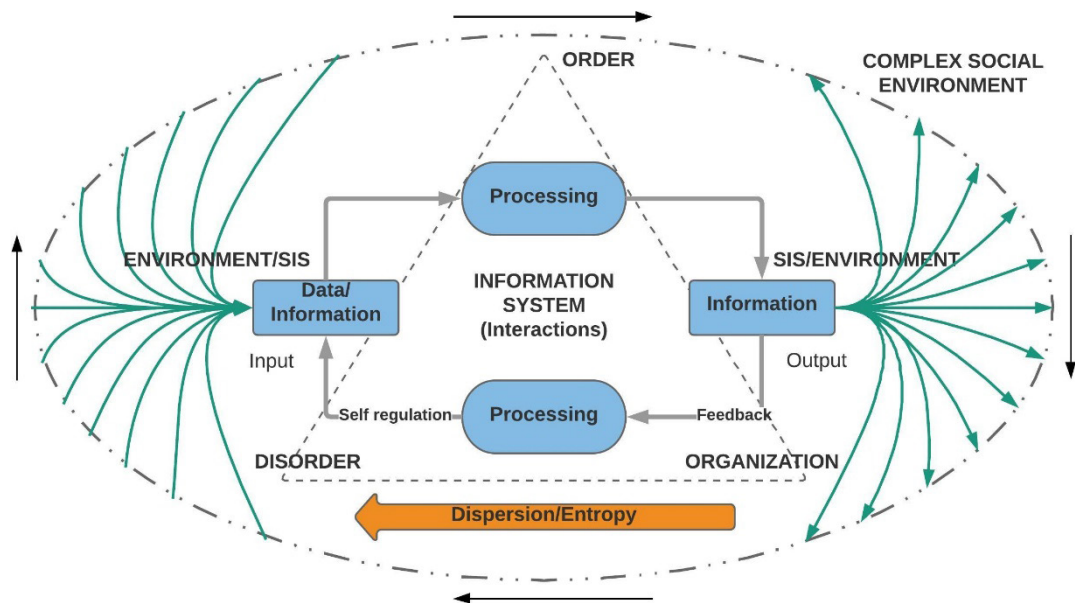 ORDER
COMPLEX SOCIAL
ENVIRONMENT
Processing
ENVIRONMENT/SIS
SIS/ENVIRONMENT
Data/
Information
INFORMATION
SYSTEM
(Interactions)
Information
Input
Output
Self regulation
Processing
Feedback
DISORDER
ORGANIZATION
Dispersion/Entropy